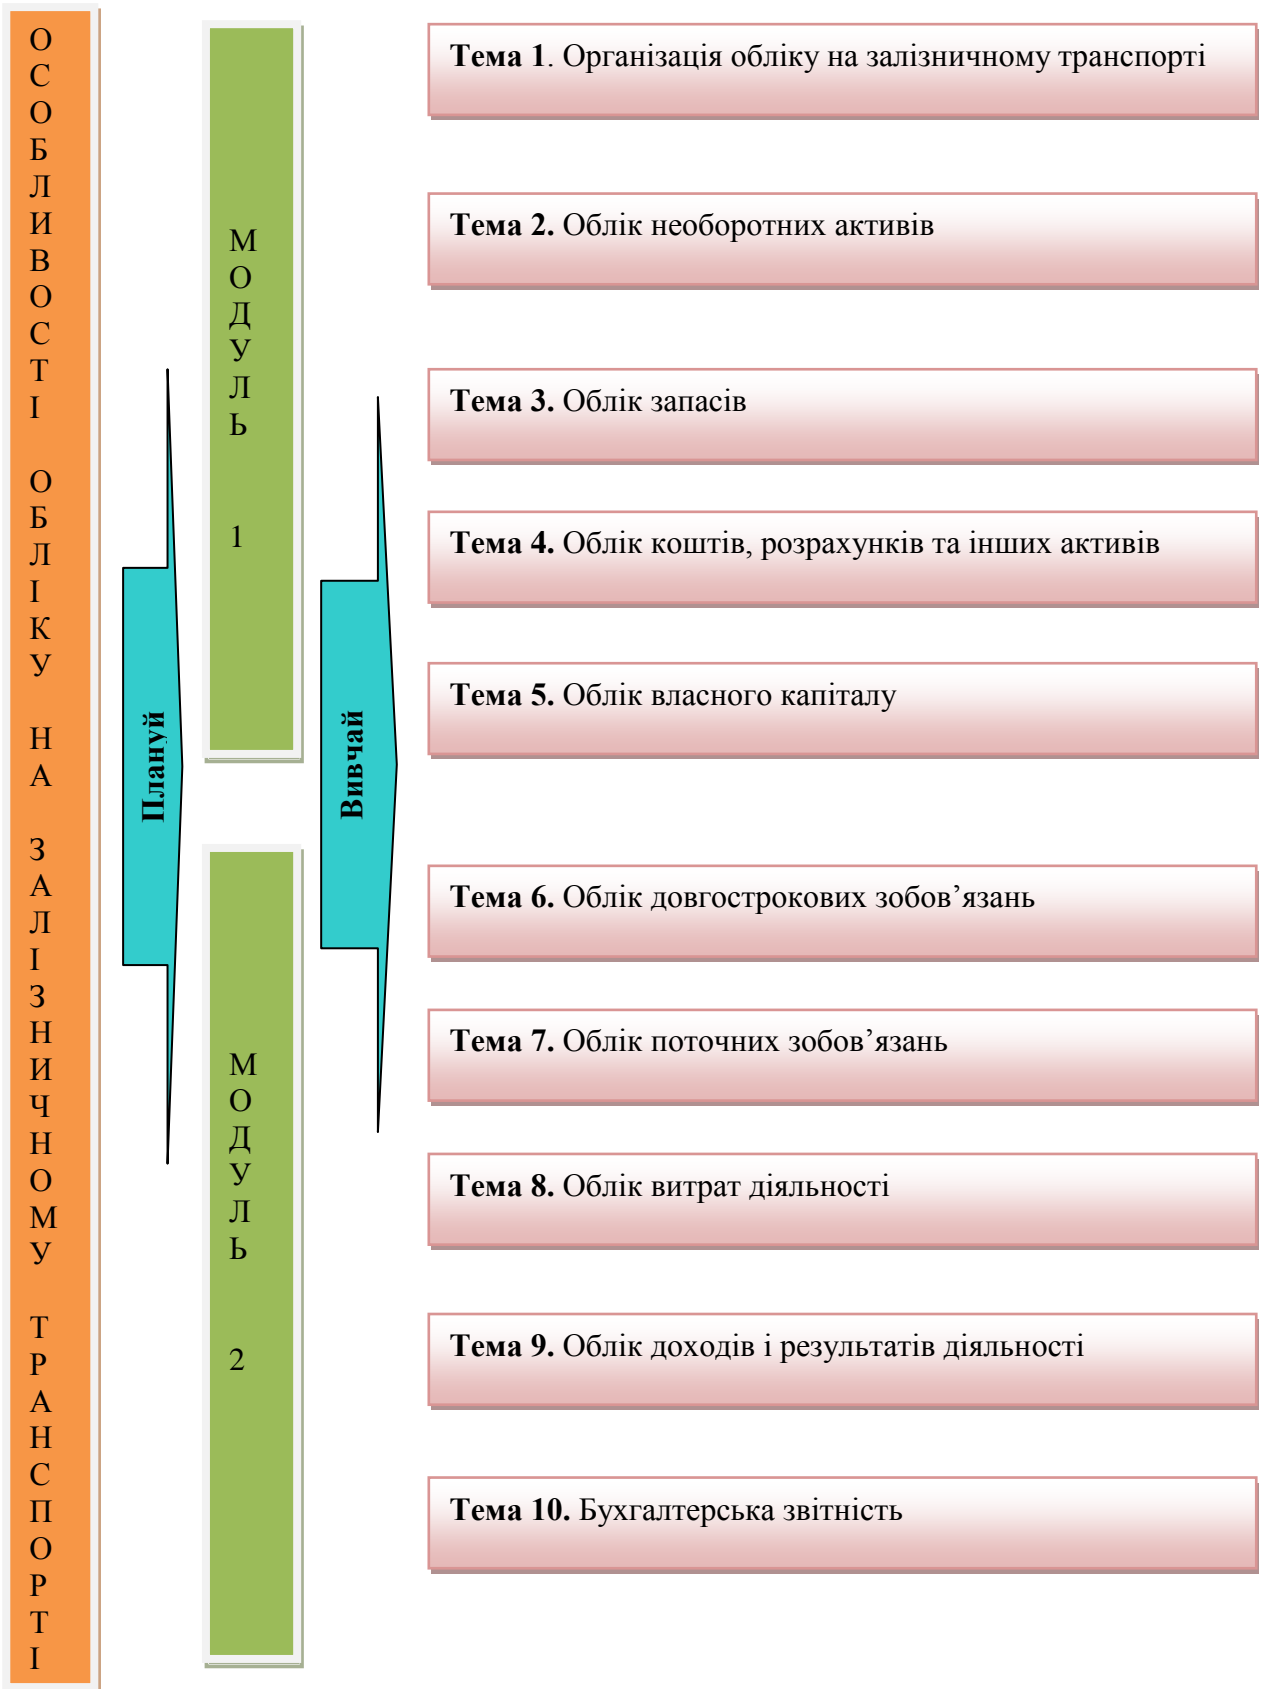 ОСОБЛИВОСТІ ОБЛІКУ НА ЗАЛІЗНИЧНОМУ ТРАНСПОРТІ
Плануй
МОДУЛЬ 1
МОДУЛЬ 2
Вивчай
Тема 1. Організація обліку на залізничному транспорті
Тема 2. Облік необоротних активів
Тема 3. Облік запасів
Тема 4. Облік коштів, розрахунків та інших активів
Тема 5. Облік власного капіталу
Тема 6. Облік довгострокових зобов’язань
Тема 7. Облік поточних зобов’язань
Тема 8. Облік витрат діяльності
Тема 9. Облік доходів і результатів діяльності
Тема 10. Бухгалтерська звітність